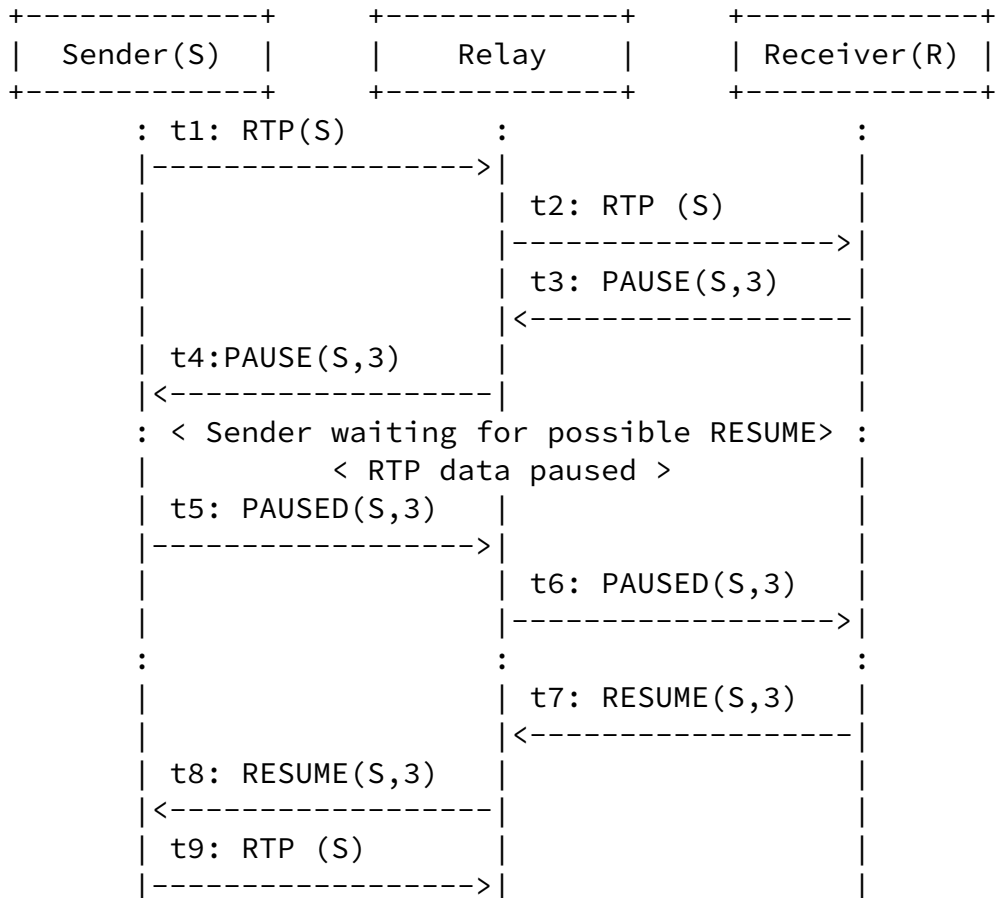 +-------------+     +-------------+     +-------------+
|  Sender(S)  |     |    Relay    |     | Receiver(R) |
+-------------+     +-------------+     +-------------+
       : t1: RTP(S)        :                   :
       |------------------>|                   |
       |                   | t2: RTP (S)       |
       |                   |------------------>|
       |                   | t3: PAUSE(S,3)    |
       |                   |<------------------|
       | t4:PAUSE(S,3)     |                   |
       |<------------------|                   |
       : < Sender waiting for possible RESUME> :
       |          < RTP data paused >          |
       | t5: PAUSED(S,3)   |                   |
       |------------------>|                   |
       |                   | t6: PAUSED(S,3)   |
       |                   |------------------>|
       :                   :                   :
       |                   | t7: RESUME(S,3)   |
       |                   |<------------------|
       | t8: RESUME(S,3)   |                   |
       |<------------------|                   |
       | t9: RTP (S)       |                   |
       |------------------>|                   |